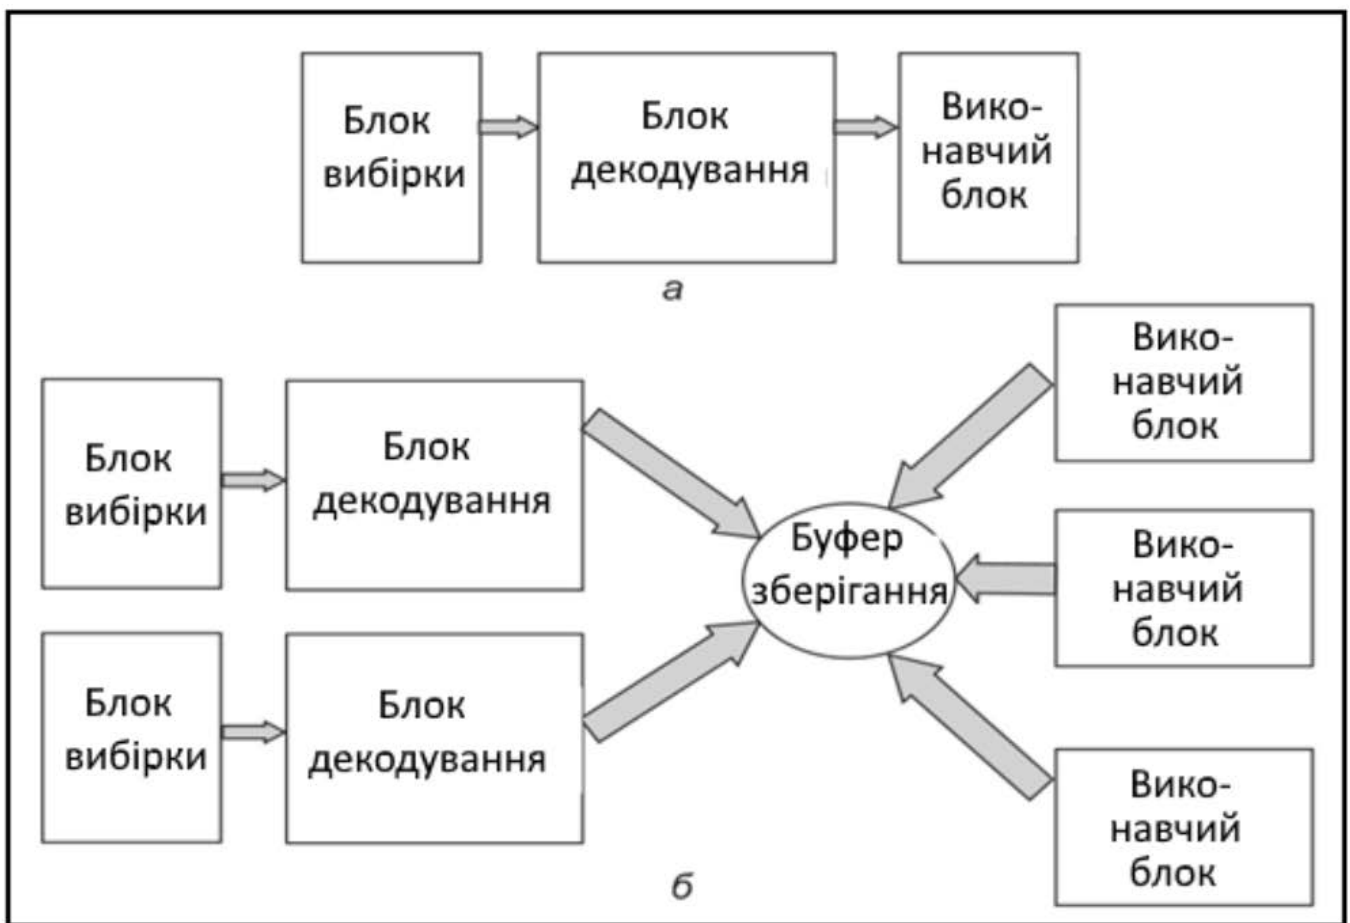 Блок
вибірки
Блок
декодування
Вико-
навчий
блок
а
Блок
вибірки
Блок
декодування
Блок
вибірки
Блок
декодування
Буфер
зберігання
Вико-
навчий
блок
Вико-
навчий
блок
Вико-
навчий
блок
б